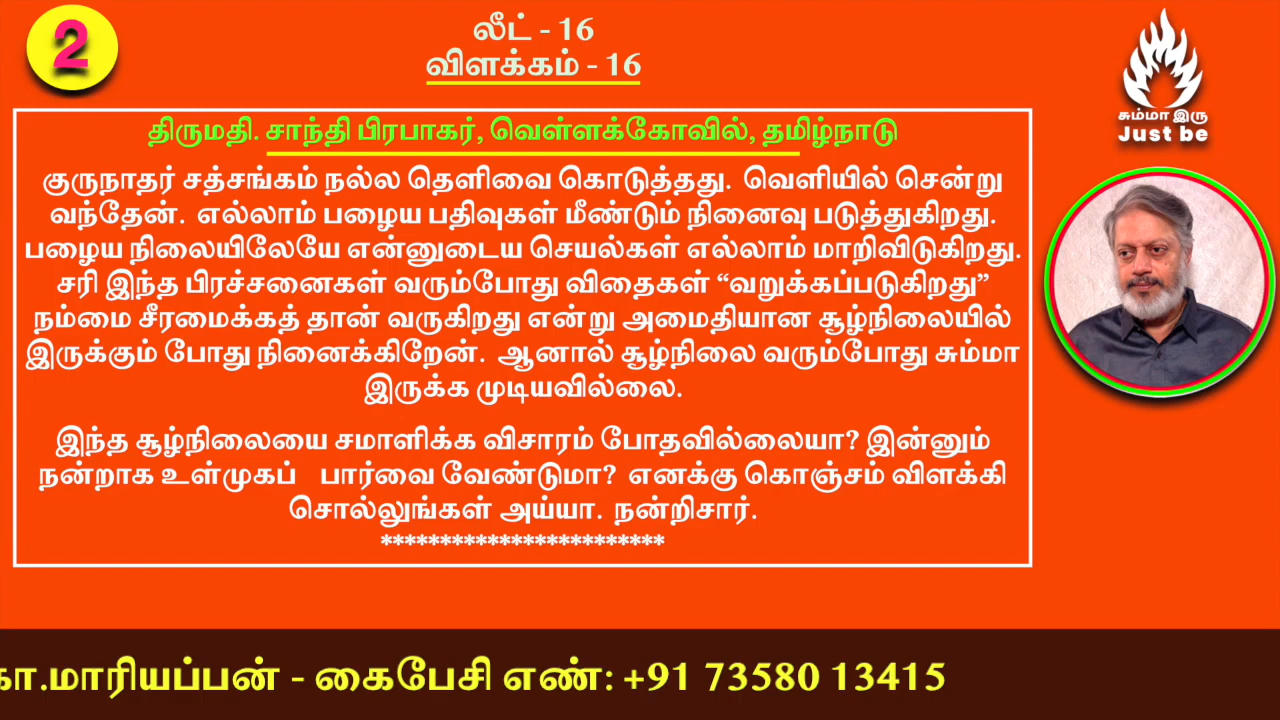 2
லீட் - 16
விளக்கம் - 16
சும்மா இரு
Just be
திருமதி. சாந்தி பிரபாகர், வெள்ளக்கோவில், தமிழ்நாடு
குருநாதர் சத்சங்கம் நல்ல தெளிவை கொடுத்தது. வெளியில் சென்று
வந்தேன். எல்லாம் பழைய பதிவுகள் மீண்டும் நினைவு படுத்துகிறது.
பழைய நிலையிலேயே என்னுடைய செயல்கள் எல்லாம் மாறிவிடுகிறது.
சரி இந்த பிரச்சனைகள் வரும்போது விதைகள் “வறுக்கப்படுகிறது”
நம்மை சீரமைக்கத் தான் வருகிறது என்று அமைதியான சூழ்நிலையில்
இருக்கும் போது நினைக்கிறேன். ஆனால் சூழ்நிலை வரும்போது சும்மா
இருக்க முடியவில்லை.
இந்த சூழ்நிலையை சமாளிக்க விசாரம் போதவில்லையா? இன்னும்
நன்றாக உள்முகப் பார்வை வேண்டுமா? எனக்கு கொஞ்சம் விளக்கி
சொல்லுங்கள் அய்யா. நன்றிசார்.
************************
கா.மாரியப்பன் - கைபேசி எண்: +91 73580 13415